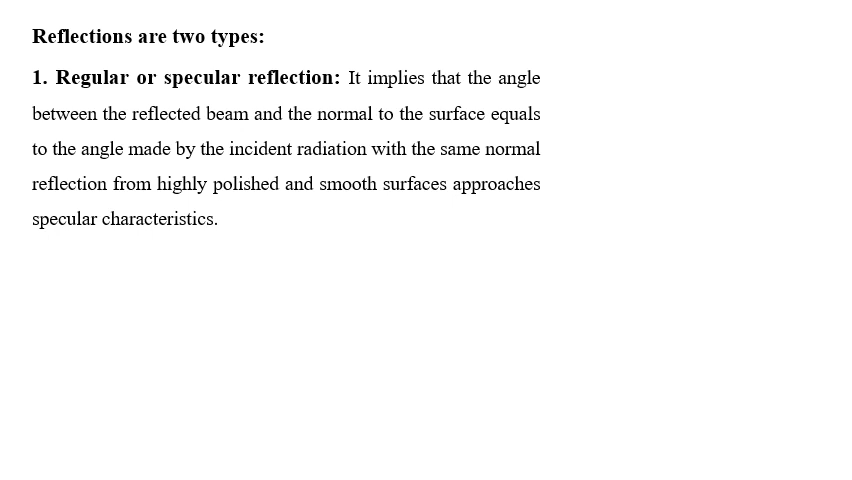 Reflections are two types:
1. Regular or specular reflection: It implies that the angle
between the reflected beam and the normal to the surface equals
to the angle made by the incident radiation with the same normal
reflection from highly polished and smooth surfaces approaches
specular characteristics.